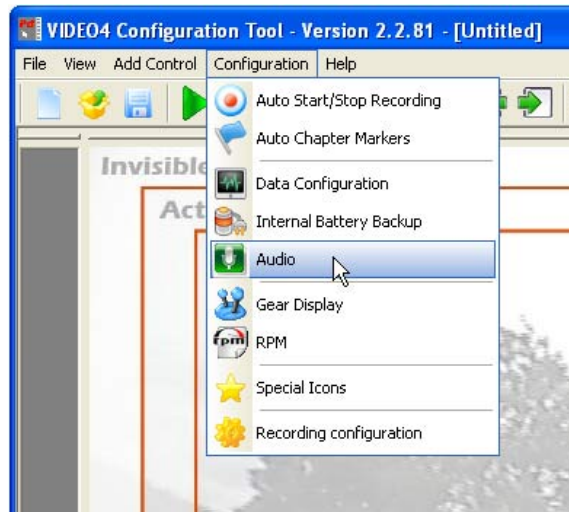 VIDEO4 Configuration Tool - Version 2.2.81 - [Untitled]
File View Add Control Configuration Help
Auto Start/Stop Recording
Auto Chapter Markers
Data Configuration
Internal Battery Backup
Audio
Gear Display
rpm RPM
Special Icons
Recording configuration
Invisible
Act